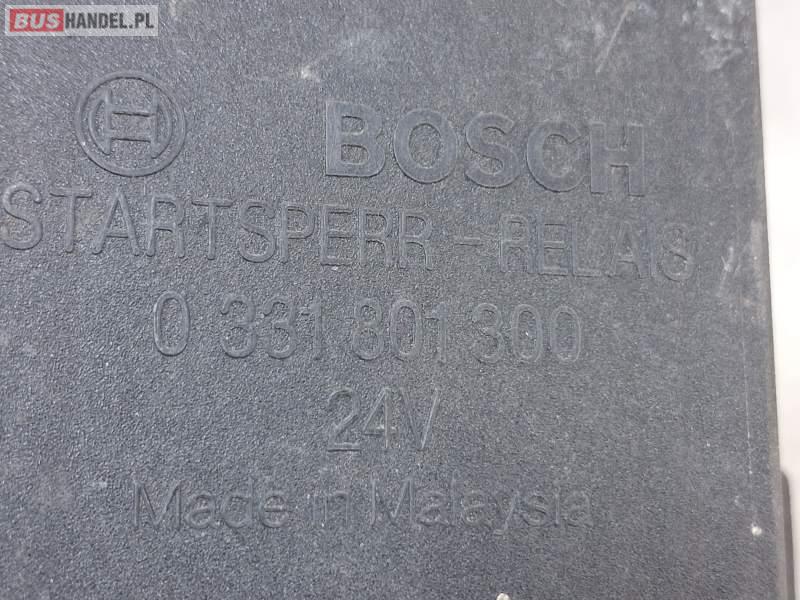 BUSHANDEL.PL
BOSCH
STARTSPERR-RELAIS
0 331 801 300
24V
Made in Malaysia